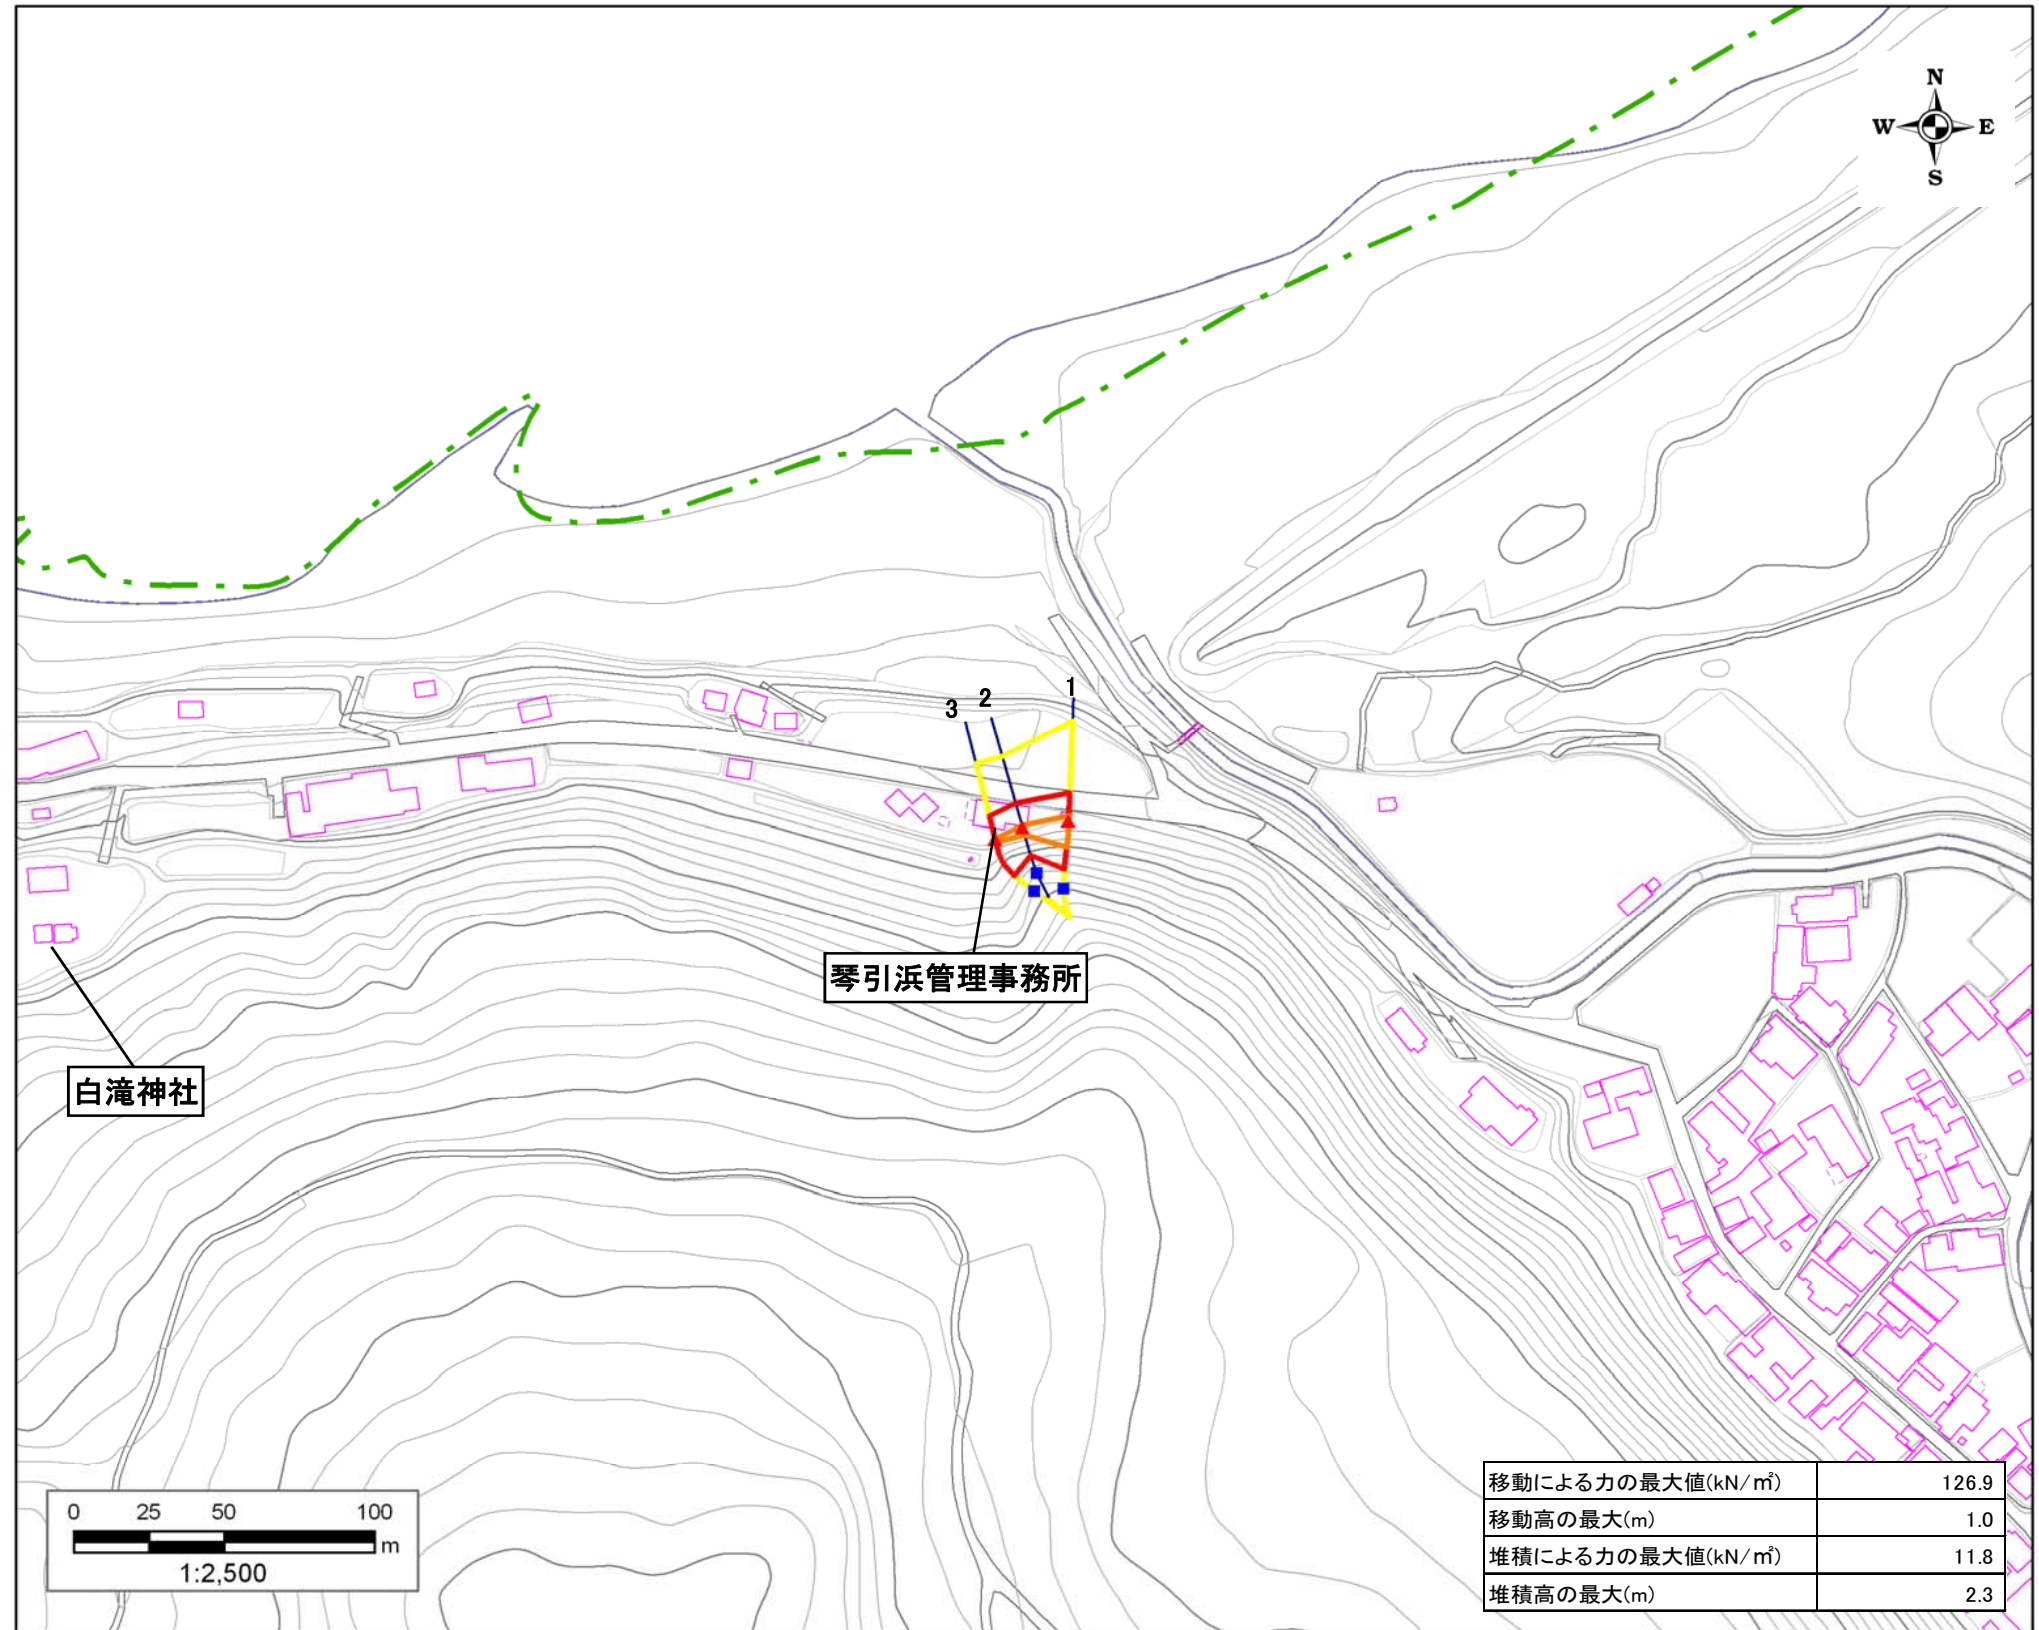 N
W E
S
1
2
3
琴引浜管理事務所
白滝神社
0 25 50 100
m
1:2,500
移動による力の最大値(kN/㎡) 126.9
移動高の最大(m) 1.0
堆積による力の最大値(kN/㎡) 11.8
堆積高の最大(m) 2.3